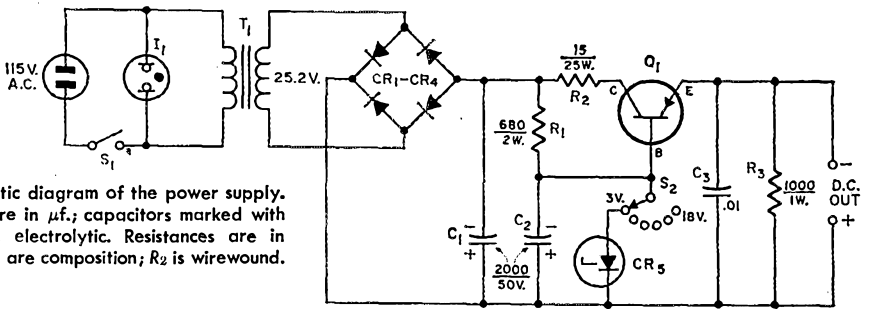 T1
I1
115V.
A.C.
25.2V.
CR1–CR4
S1
15
25W.
R2
Q1
C
E
B
680
2W.
R1
S2
3V.
18V.
C3
.01
R3
1000
1W.
–
D.C.
OUT
+
C1
–
+
C2
–
+
2000
50V.
CR5
tic diagram of the power supply.
re in µf.; capacitors marked with
electrolytic. Resistances are in
are composition; R2 is wirewound.